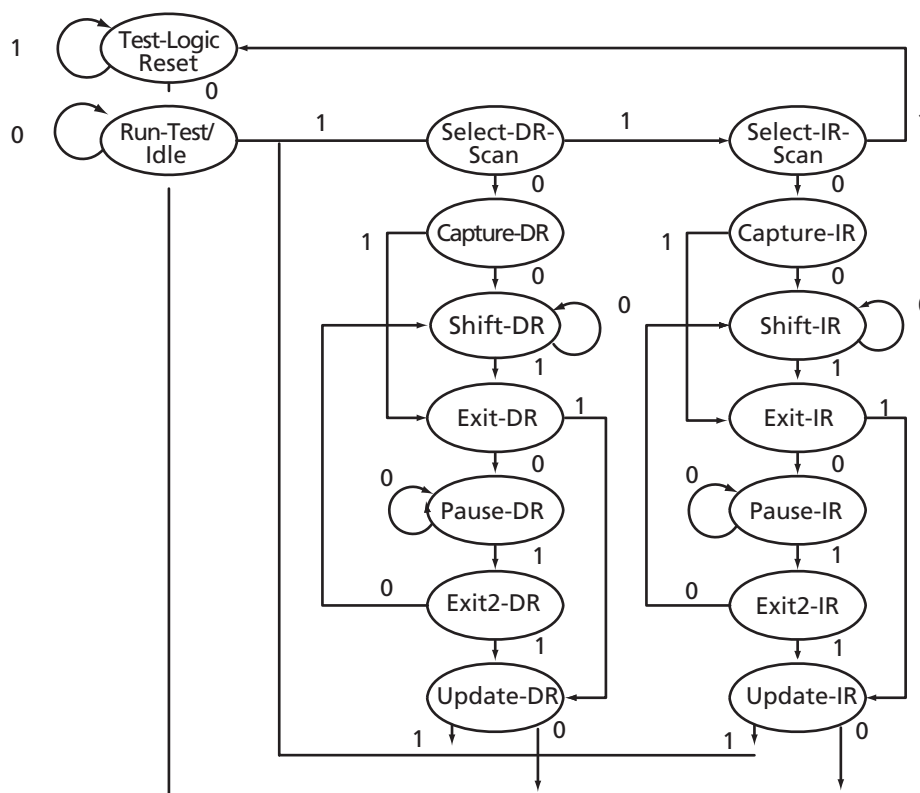 1
Test-Logic
Reset
0
0
Run-Test/
Idle
1
Select-DR-
Scan
1
Select-IR-
Scan
0
0
1
Capture-DR
1
Capture-IR
0
0
Shift-DR
0
Shift-IR
1
1
Exit-DR
1
Exit-IR
1
0
0
0
Pause-DR
0
Pause-IR
1
1
0
Exit2-DR
0
Exit2-IR
1
1
Update-DR
Update-IR
1
0
1
0